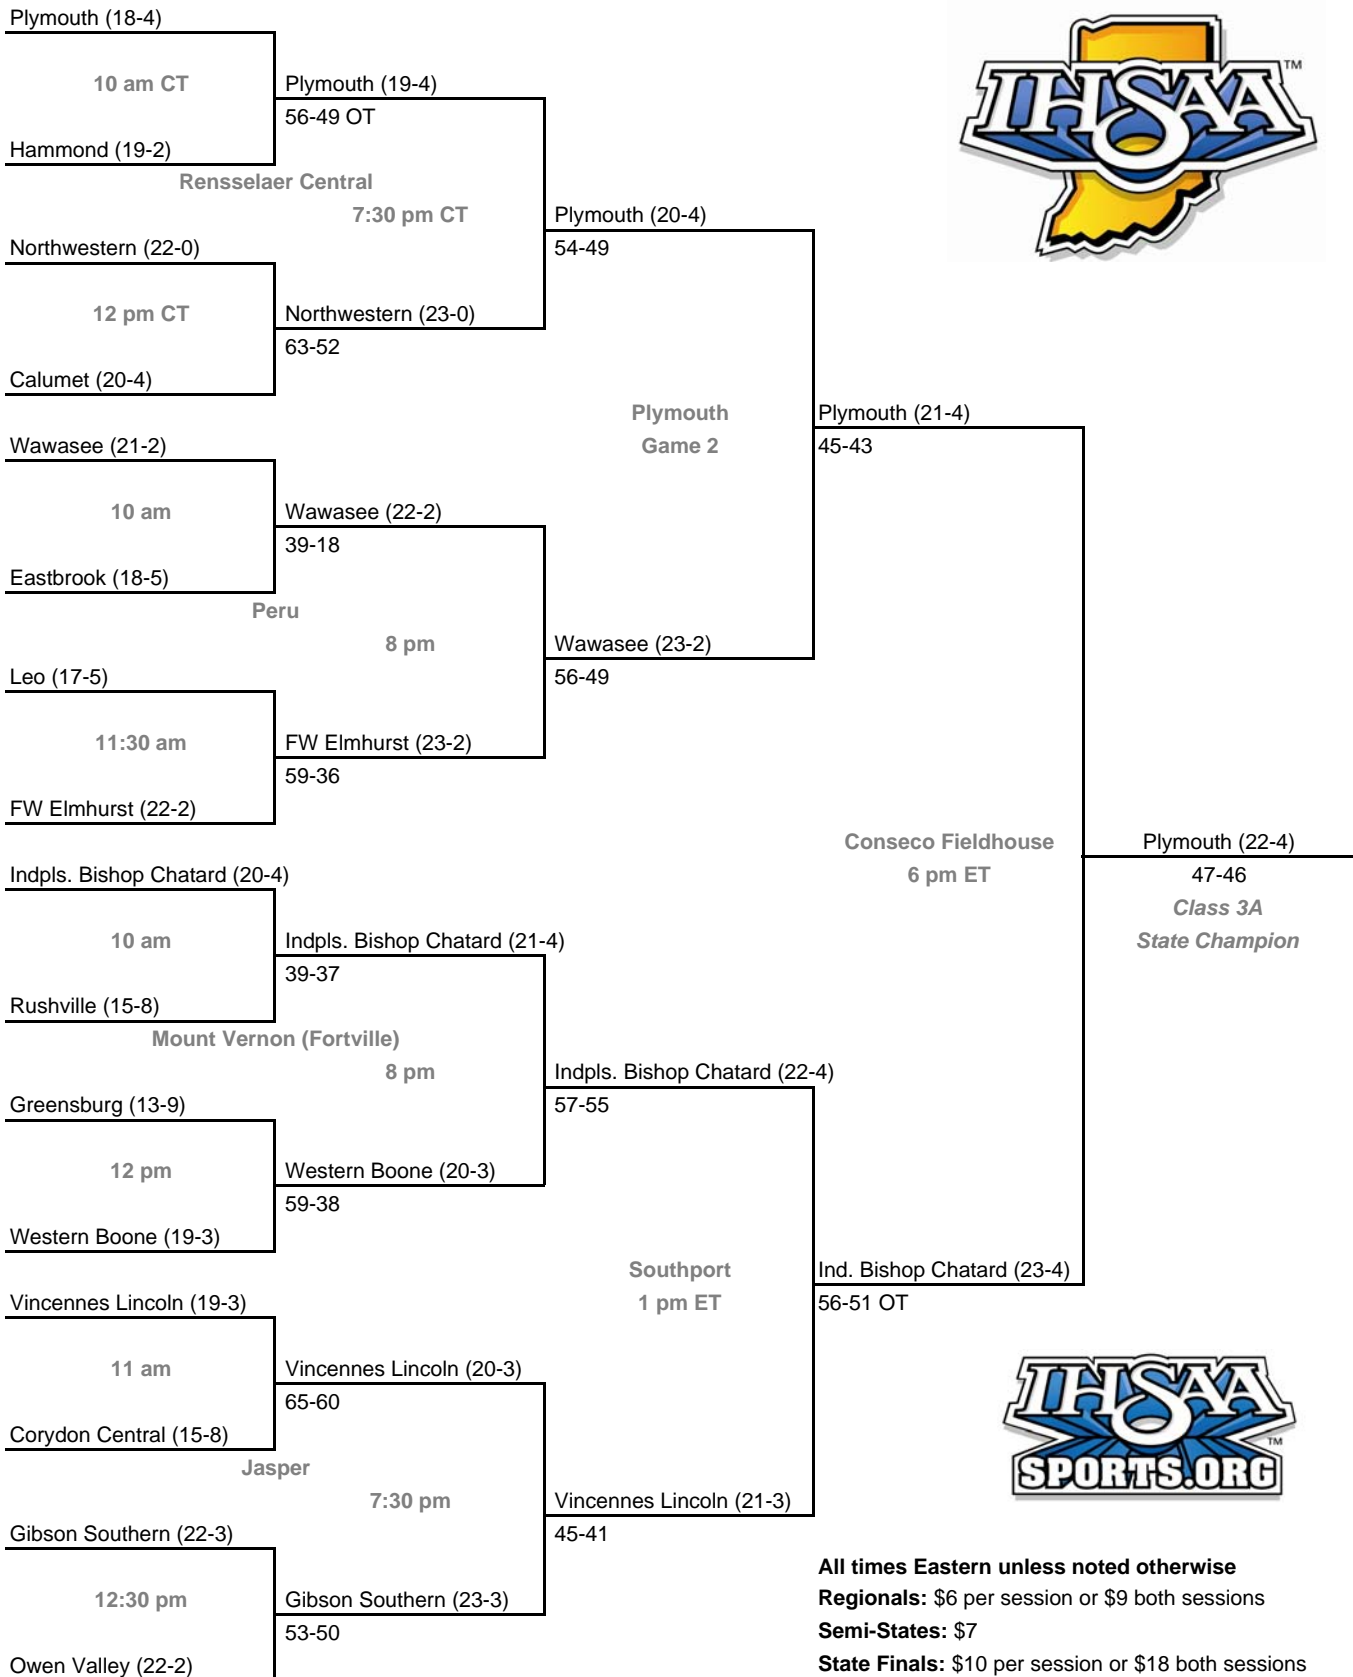 Plymouth (18-4)
10 am CT
Plymouth (19-4)
56-49 OT
Hammond (19-2)
Rensselaer Central
7:30 pm CT
Plymouth (20-4)
54-49
Northwestern (22-0)
12 pm CT
Northwestern (23-0)
63-52
Calumet (20-4)
Plymouth
Game 2
Plymouth (21-4)
45-43
Wawasee (21-2)
10 am
Wawasee (22-2)
39-18
Eastbrook (18-5)
Peru
8 pm
Wawasee (23-2)
56-49
Leo (17-5)
11:30 am
FW Elmhurst (23-2)
59-36
FW Elmhurst (22-2)
Conseco Fieldhouse
6 pm ET
Plymouth (22-4)
47-46
Class 3A
State Champion
Indpls. Bishop Chatard (20-4)
10 am
Indpls. Bishop Chatard (21-4)
39-37
Rushville (15-8)
Mount Vernon (Fortville)
8 pm
Indpls. Bishop Chatard (22-4)
57-55
Greensburg (13-9)
12 pm
Western Boone (20-3)
59-38
Western Boone (19-3)
Southport
1 pm ET
Ind. Bishop Chatard (23-4)
56-51 OT
Vincennes Lincoln (19-3)
11 am
Vincennes Lincoln (20-3)
65-60
Corydon Central (15-8)
Jasper
7:30 pm
Vincennes Lincoln (21-3)
45-41
Gibson Southern (22-3)
12:30 pm
Gibson Southern (23-3)
53-50
Owen Valley (22-2)
IHSAA TM
IHSAA TM
SPORTS.ORG
All times Eastern unless noted otherwise
Regionals: $6 per session or $9 both sessions
Semi-States: $7
State Finals: $10 per session or $18 both sessions